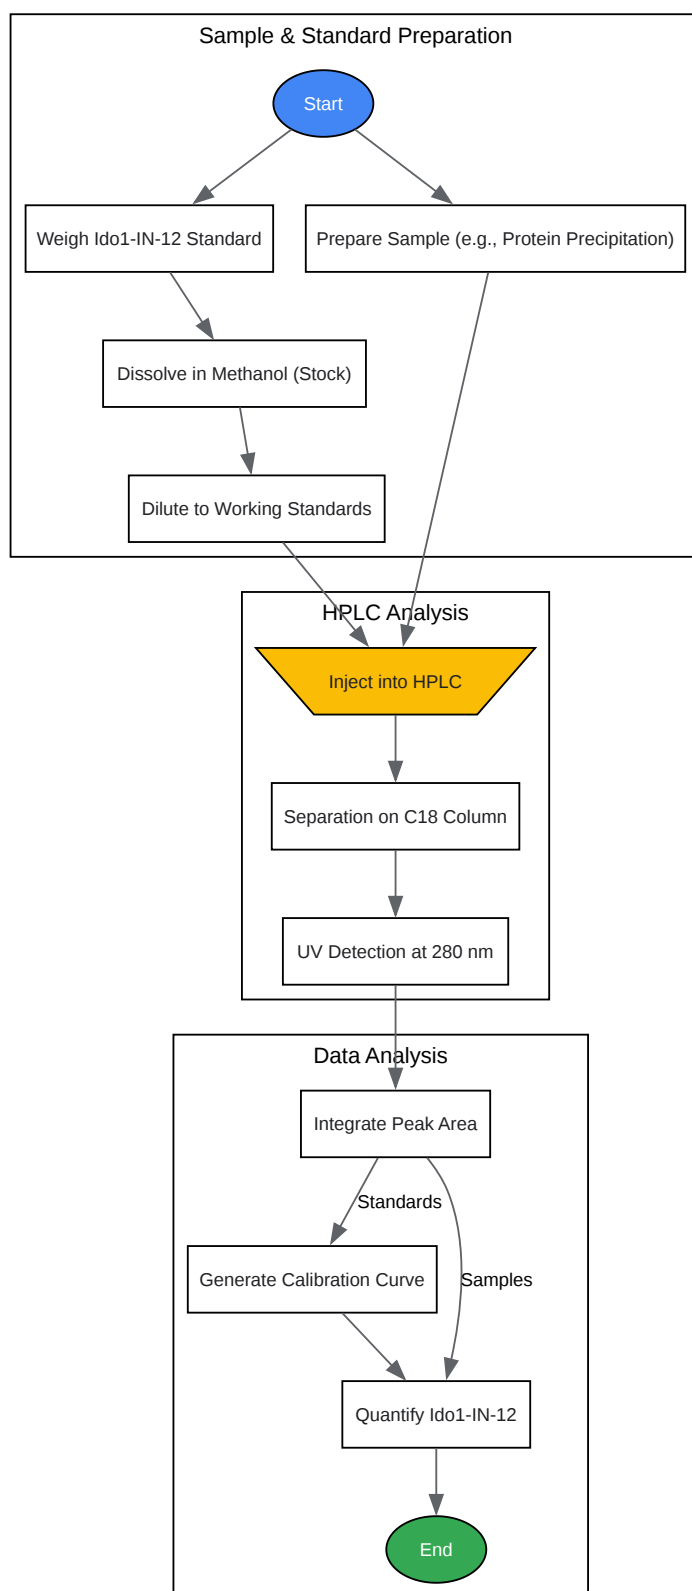 Sample & Standard Preparation
Start
Weigh Ido1-IN-12 Standard
Prepare Sample (e.g., Protein Precipitation)
Dissolve in Methanol (Stock)
Dilute to Working Standards
HPLC Analysis
Inject into HPLC
Separation on C18 Column
UV Detection at 280 nm
Data Analysis
Integrate Peak Area
Standards
Generate Calibration Curve
Samples
Quantify Ido1-IN-12
End